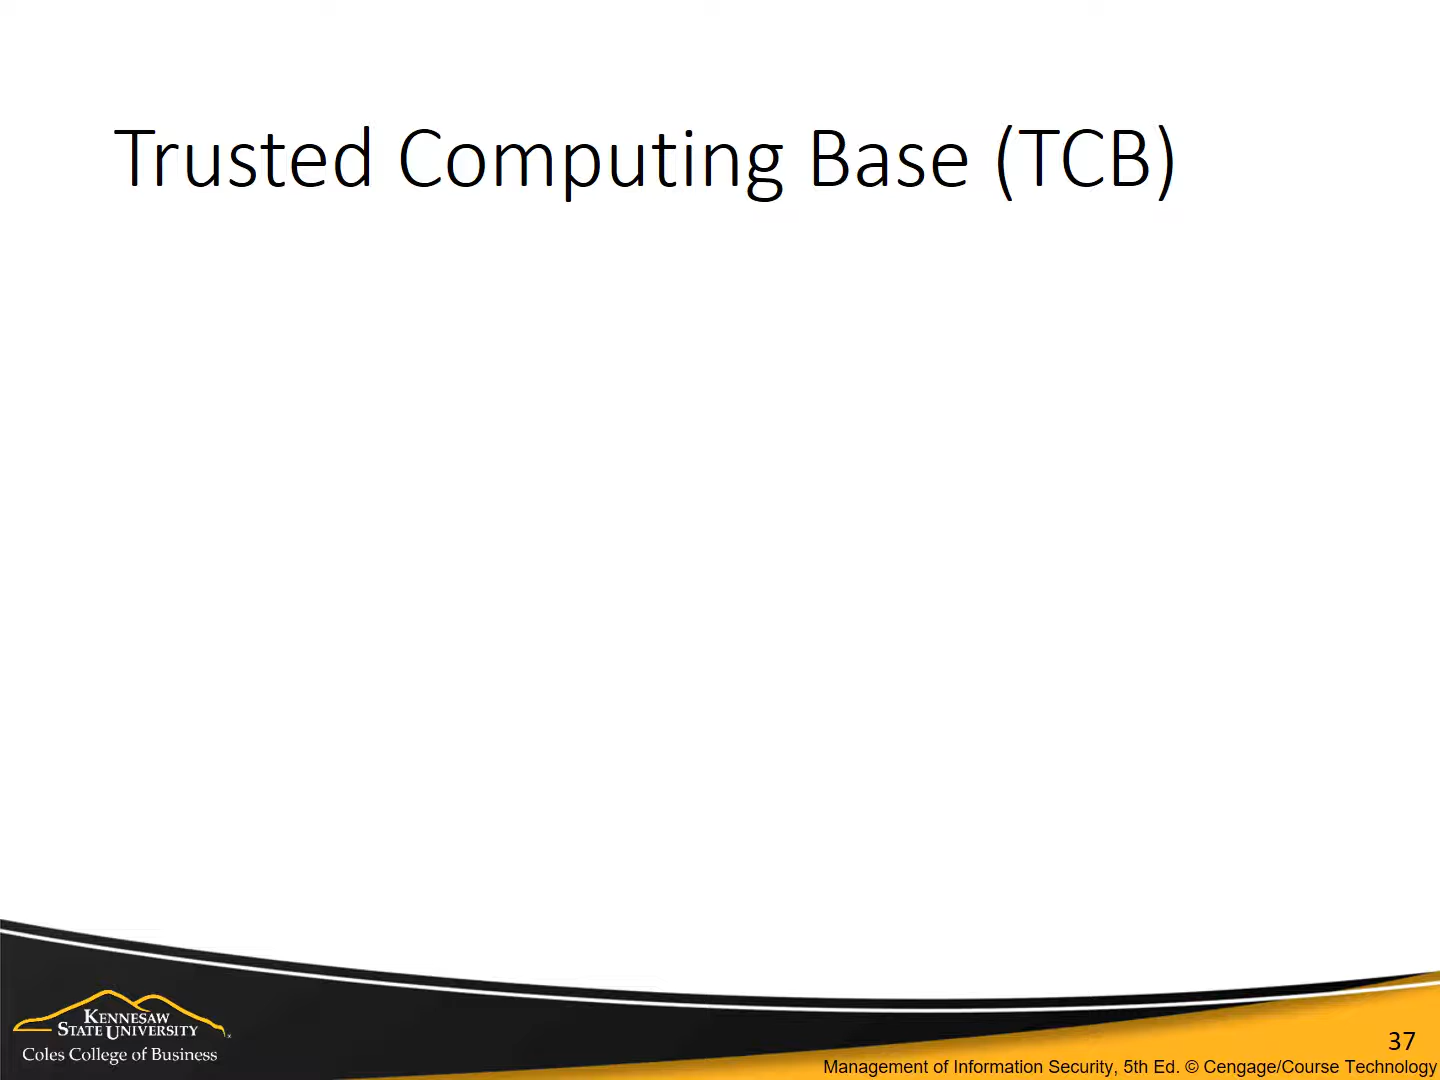 Trusted Computing Base (TCB)
KENNESAW
STATE UNIVERSITY
Coles College of Business
37
Management of Information Security, 5th Ed. © Cengage/Course Technology